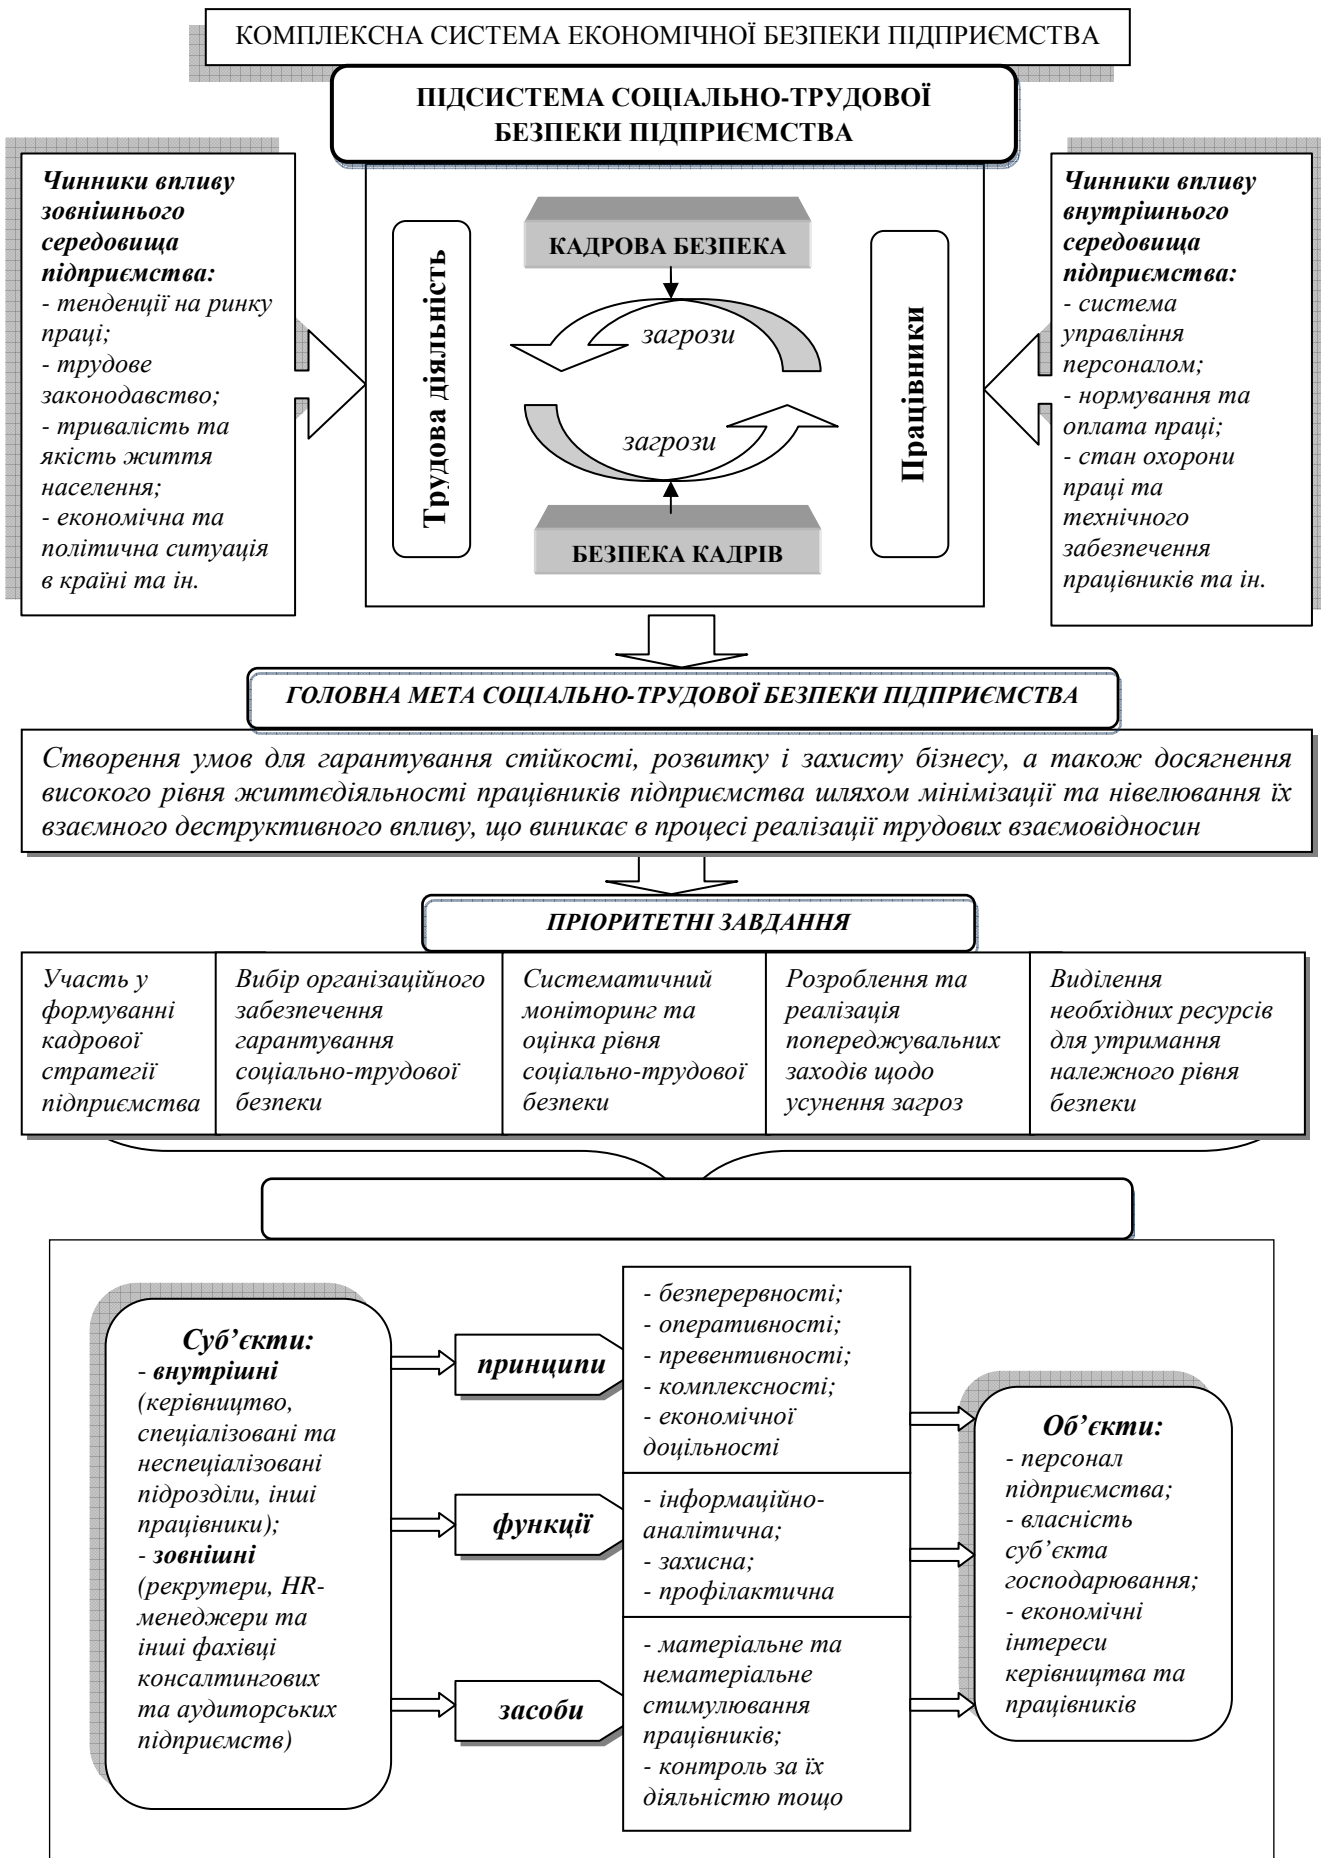 КОМПЛЕКСНА СИСТЕМА ЕКОНОМІЧНОЇ БЕЗПЕКИ ПІДПРИЄМСТВА
ПІДСИСТЕМА СОЦІАЛЬНО-ТРУДОВОЇ
БЕЗПЕКИ ПІДПРИЄМСТВА
Чинники впливу
зовнішнього
середовища
підприємства:
- тенденції на ринку
праці;
- трудове
законодавство;
- тривалість та
якість життя
населення;
- економічна та
політична ситуація
в країні та ін.
Трудова діяльність
КАДРОВА БЕЗПЕКА
загрози
загрози
БЕЗПЕКА КАДРІВ
Працівники
Чинники впливу
внутрішнього
середовища
підприємства:
- система
управління
персоналом;
- нормування та
оплата праці;
- стан охорони
праці та
технічного
забезпечення
працівників та ін.
ГОЛОВНА МЕТА СОЦІАЛЬНО-ТРУДОВОЇ БЕЗПЕКИ ПІДПРИЄМСТВА
Створення умов для гарантування стійкості, розвитку і захисту бізнесу, а також досягнення
високого рівня життєдіяльності працівників підприємства шляхом мінімізації та нівелювання їх
взаємного деструктивного впливу, що виникає в процесі реалізації трудових взаємовідносин
ПРІОРИТЕТНІ ЗАВДАННЯ
Участь у
формуванні
кадрової
стратегії
підприємства
Вибір організаційного
забезпечення
гарантування
соціально-трудової
безпеки
Систематичний
моніторинг та
оцінка рівня
соціально-трудової
безпеки
Розроблення та
реалізація
попереджувальних
заходів щодо
усунення загроз
Виділення
необхідних ресурсів
для утримання
належного рівня
безпеки
Суб’єкти:
- внутрішні
(керівництво,
спеціалізовані та
неспеціалізовані
підрозділи, інші
працівники);
- зовнішні
(рекрутери, HR-
менеджери та
інші фахівці
консалтингових
та аудиторських
підприємств)
принципи
- безперервності;
- оперативності;
- превентивності;
- комплексності;
- економічної
доцільності
функції
- інформаційно-
аналітична;
- захисна;
- профілактична
засоби
- матеріальне та
нематеріальне
стимулювання
працівників;
- контроль за їх
діяльністю тощо
Об’єкти:
- персонал
підприємства;
- власність
суб’єкта
господарювання;
- економічні
інтереси
керівництва та
працівників